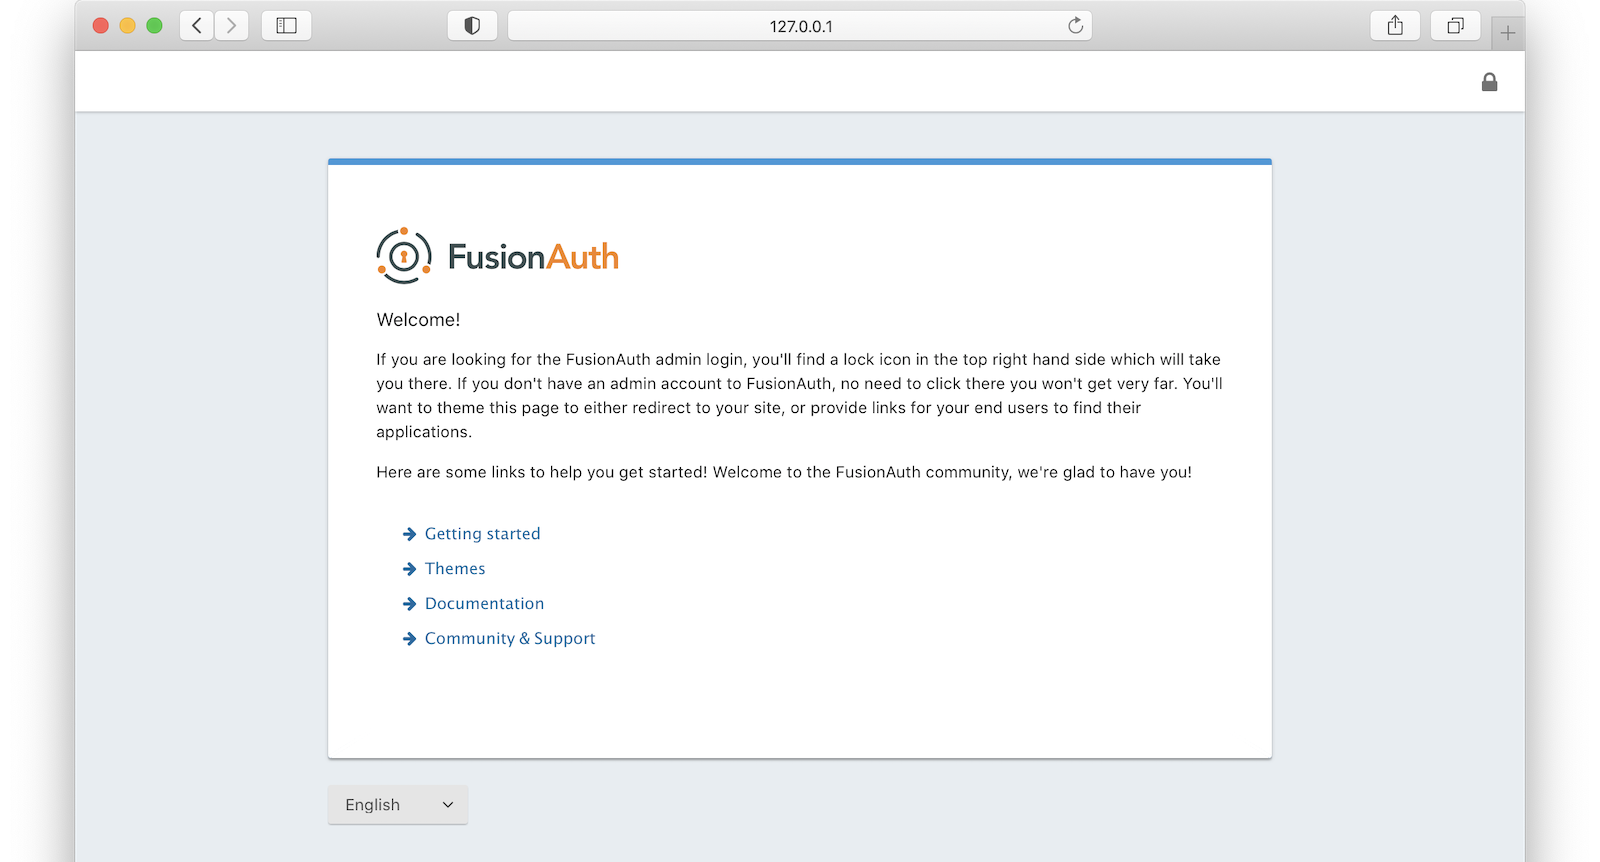 127.0.0.1
FusionAuth
Welcome!
If you are looking for the FusionAuth admin login, you'll find a lock icon in the top right hand side which will take
you there. If you don't have an admin account to FusionAuth, no need to click there you won't get very far. You'll
want to theme this page to either redirect to your site, or provide links for your end users to find their
applications.
Here are some links to help you get started! Welcome to the FusionAuth community, we're glad to have you!
Getting started
Themes
Documentation
Community & Support
English